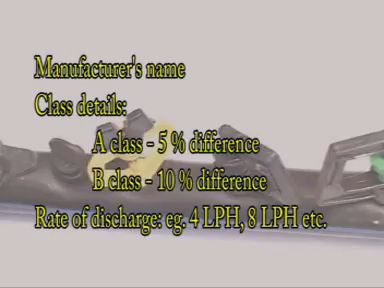 Manufacturer's name
Class details:
A class - 5 % difference
B class - 10 % difference
Rate of discharge: eg. 4 LPH, 8 LPH etc.